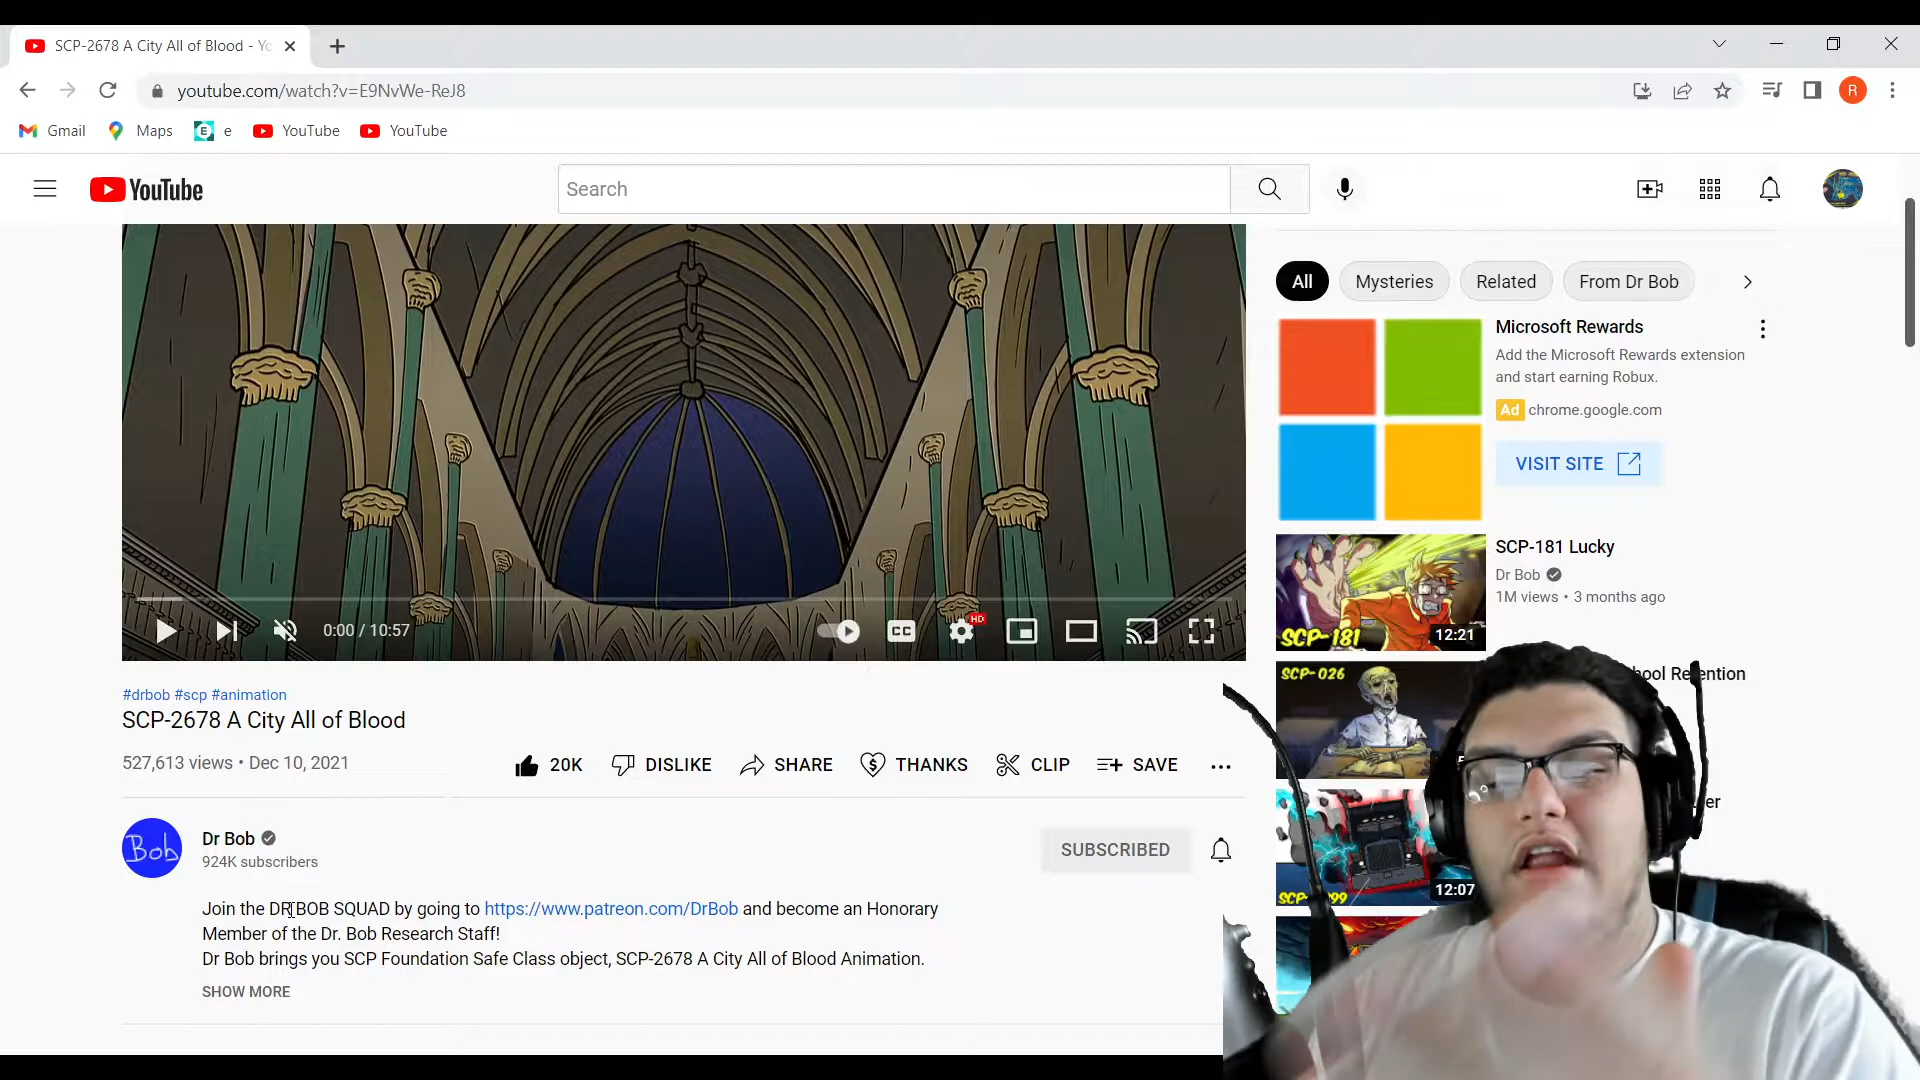 SCP-2678 A City All of Blood - Yo
youtube.com/watch?v=E9NvWe-ReJ8
R
Gmail
Maps
E e
YouTube
YouTube
YouTube
Search
All
Mysteries
Related
From Dr Bob
Microsoft Rewards
Add the Microsoft Rewards extension
and start earning Robux.
Ad chrome.google.com
VISIT SITE
SCP-181 Lucky
Dr Bob
1M views • 3 months ago
SCP-181
12:21
SCP-026
12:07
0:00 / 10:57
CC
HD
#drbob #scp #animation
SCP-2678 A City All of Blood
527,613 views • Dec 10, 2021
20K
DISLIKE
SHARE
THANKS
CLIP
SAVE
Bob
Dr Bob
924K subscribers
SUBSCRIBED
Join the DR BOB SQUAD by going to https://www.patreon.com/DrBob and become an Honorary
Member of the Dr. Bob Research Staff!
Dr Bob brings you SCP Foundation Safe Class object, SCP-2678 A City All of Blood Animation.
SHOW MORE